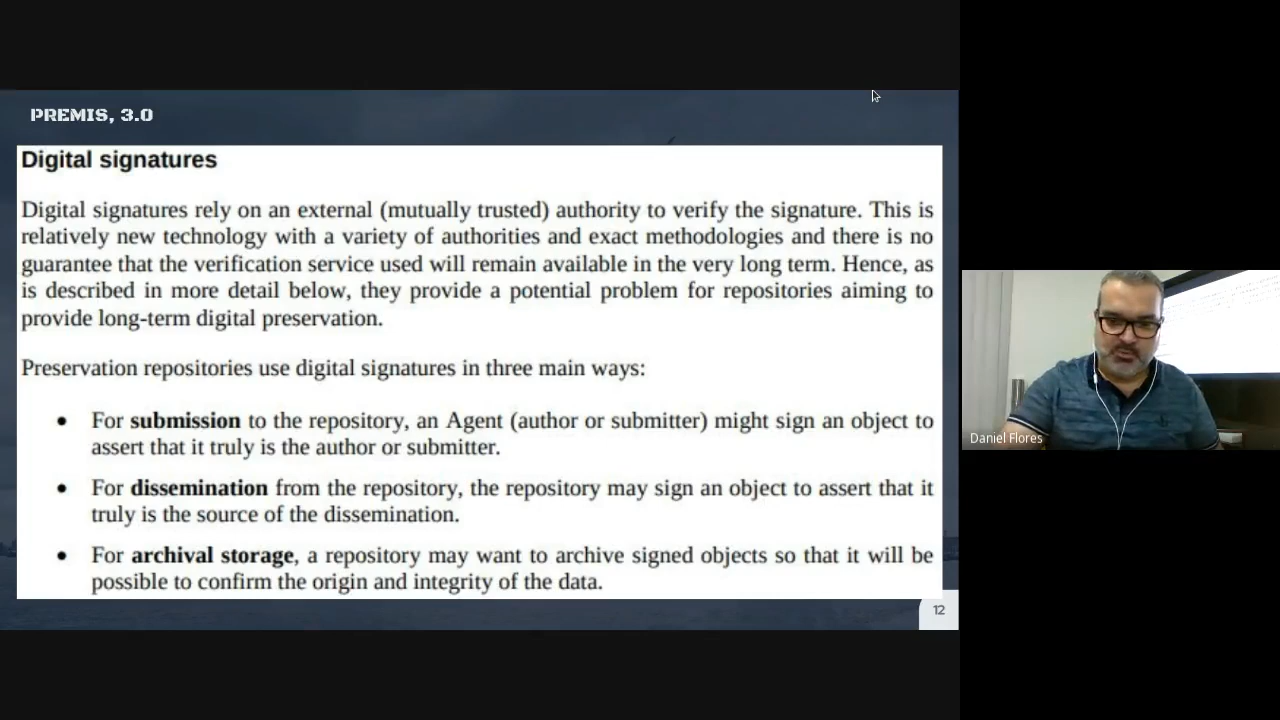 PREMIS, 3.0
Digital signatures
Digital signatures rely on an external (mutually trusted) authority to verify the signature. This is
relatively new technology with a variety of authorities and exact methodologies and there is no
guarantee that the verification service used will remain available in the very long term. Hence, as
is described in more detail below, they provide a potential problem for repositories aiming to
provide long-term digital preservation.
Preservation repositories use digital signatures in three main ways:
• For submission to the repository, an Agent (author or submitter) might sign an object to
assert that it truly is the author or submitter.
• For dissemination from the repository, the repository may sign an object to assert that it
truly is the source of the dissemination.
• For archival storage, a repository may want to archive signed objects so that it will be
possible to confirm the origin and integrity of the data.
12
Daniel Flores